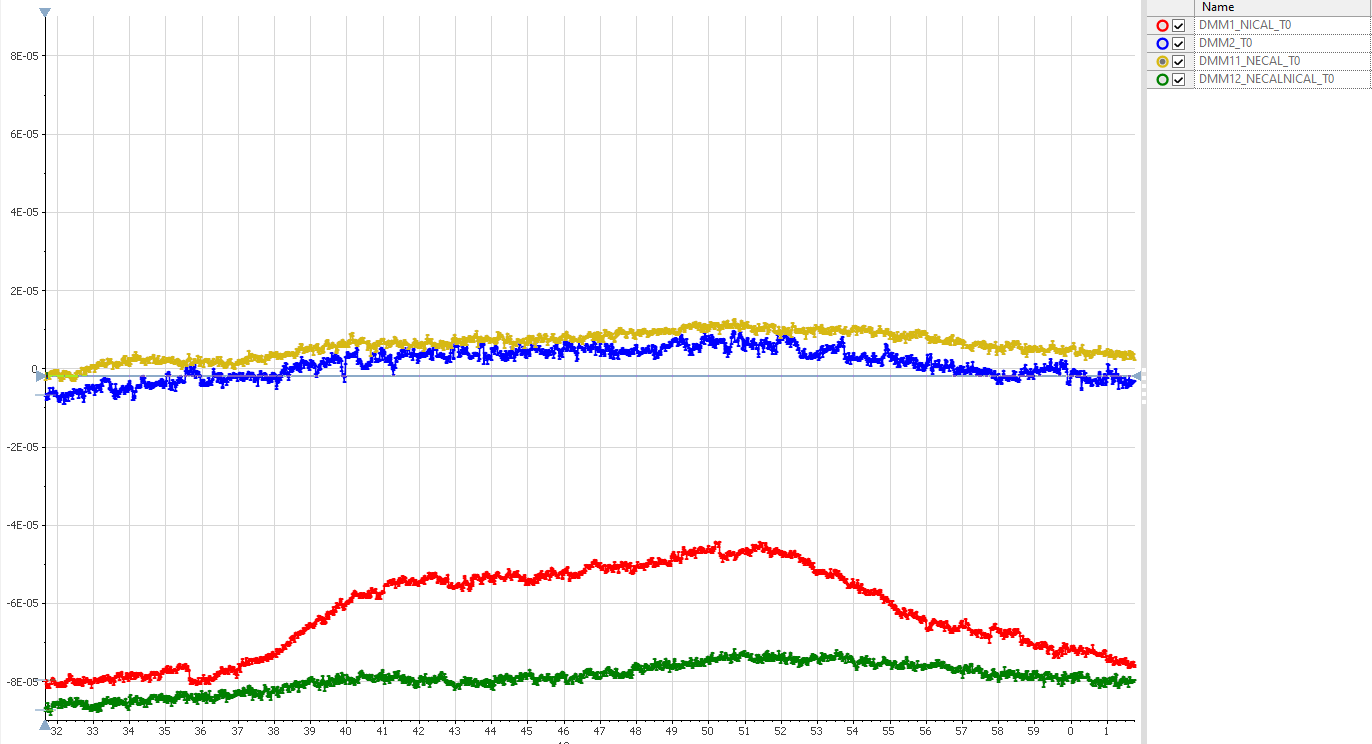 Name
DMM1_NICAL_T0
DMM2_T0
DMM11_NECAL_T0
DMM12_NECALNICAL_T0
8E-05
6E-05
4E-05
2E-05
0
-2E-05
-4E-05
-6E-05
-8E-05
32 33 34 35 36 37 38 39 40 41 42 43 44 45 46 47 48 49 50 51 52 53 54 55 56 57 58 59 0 1